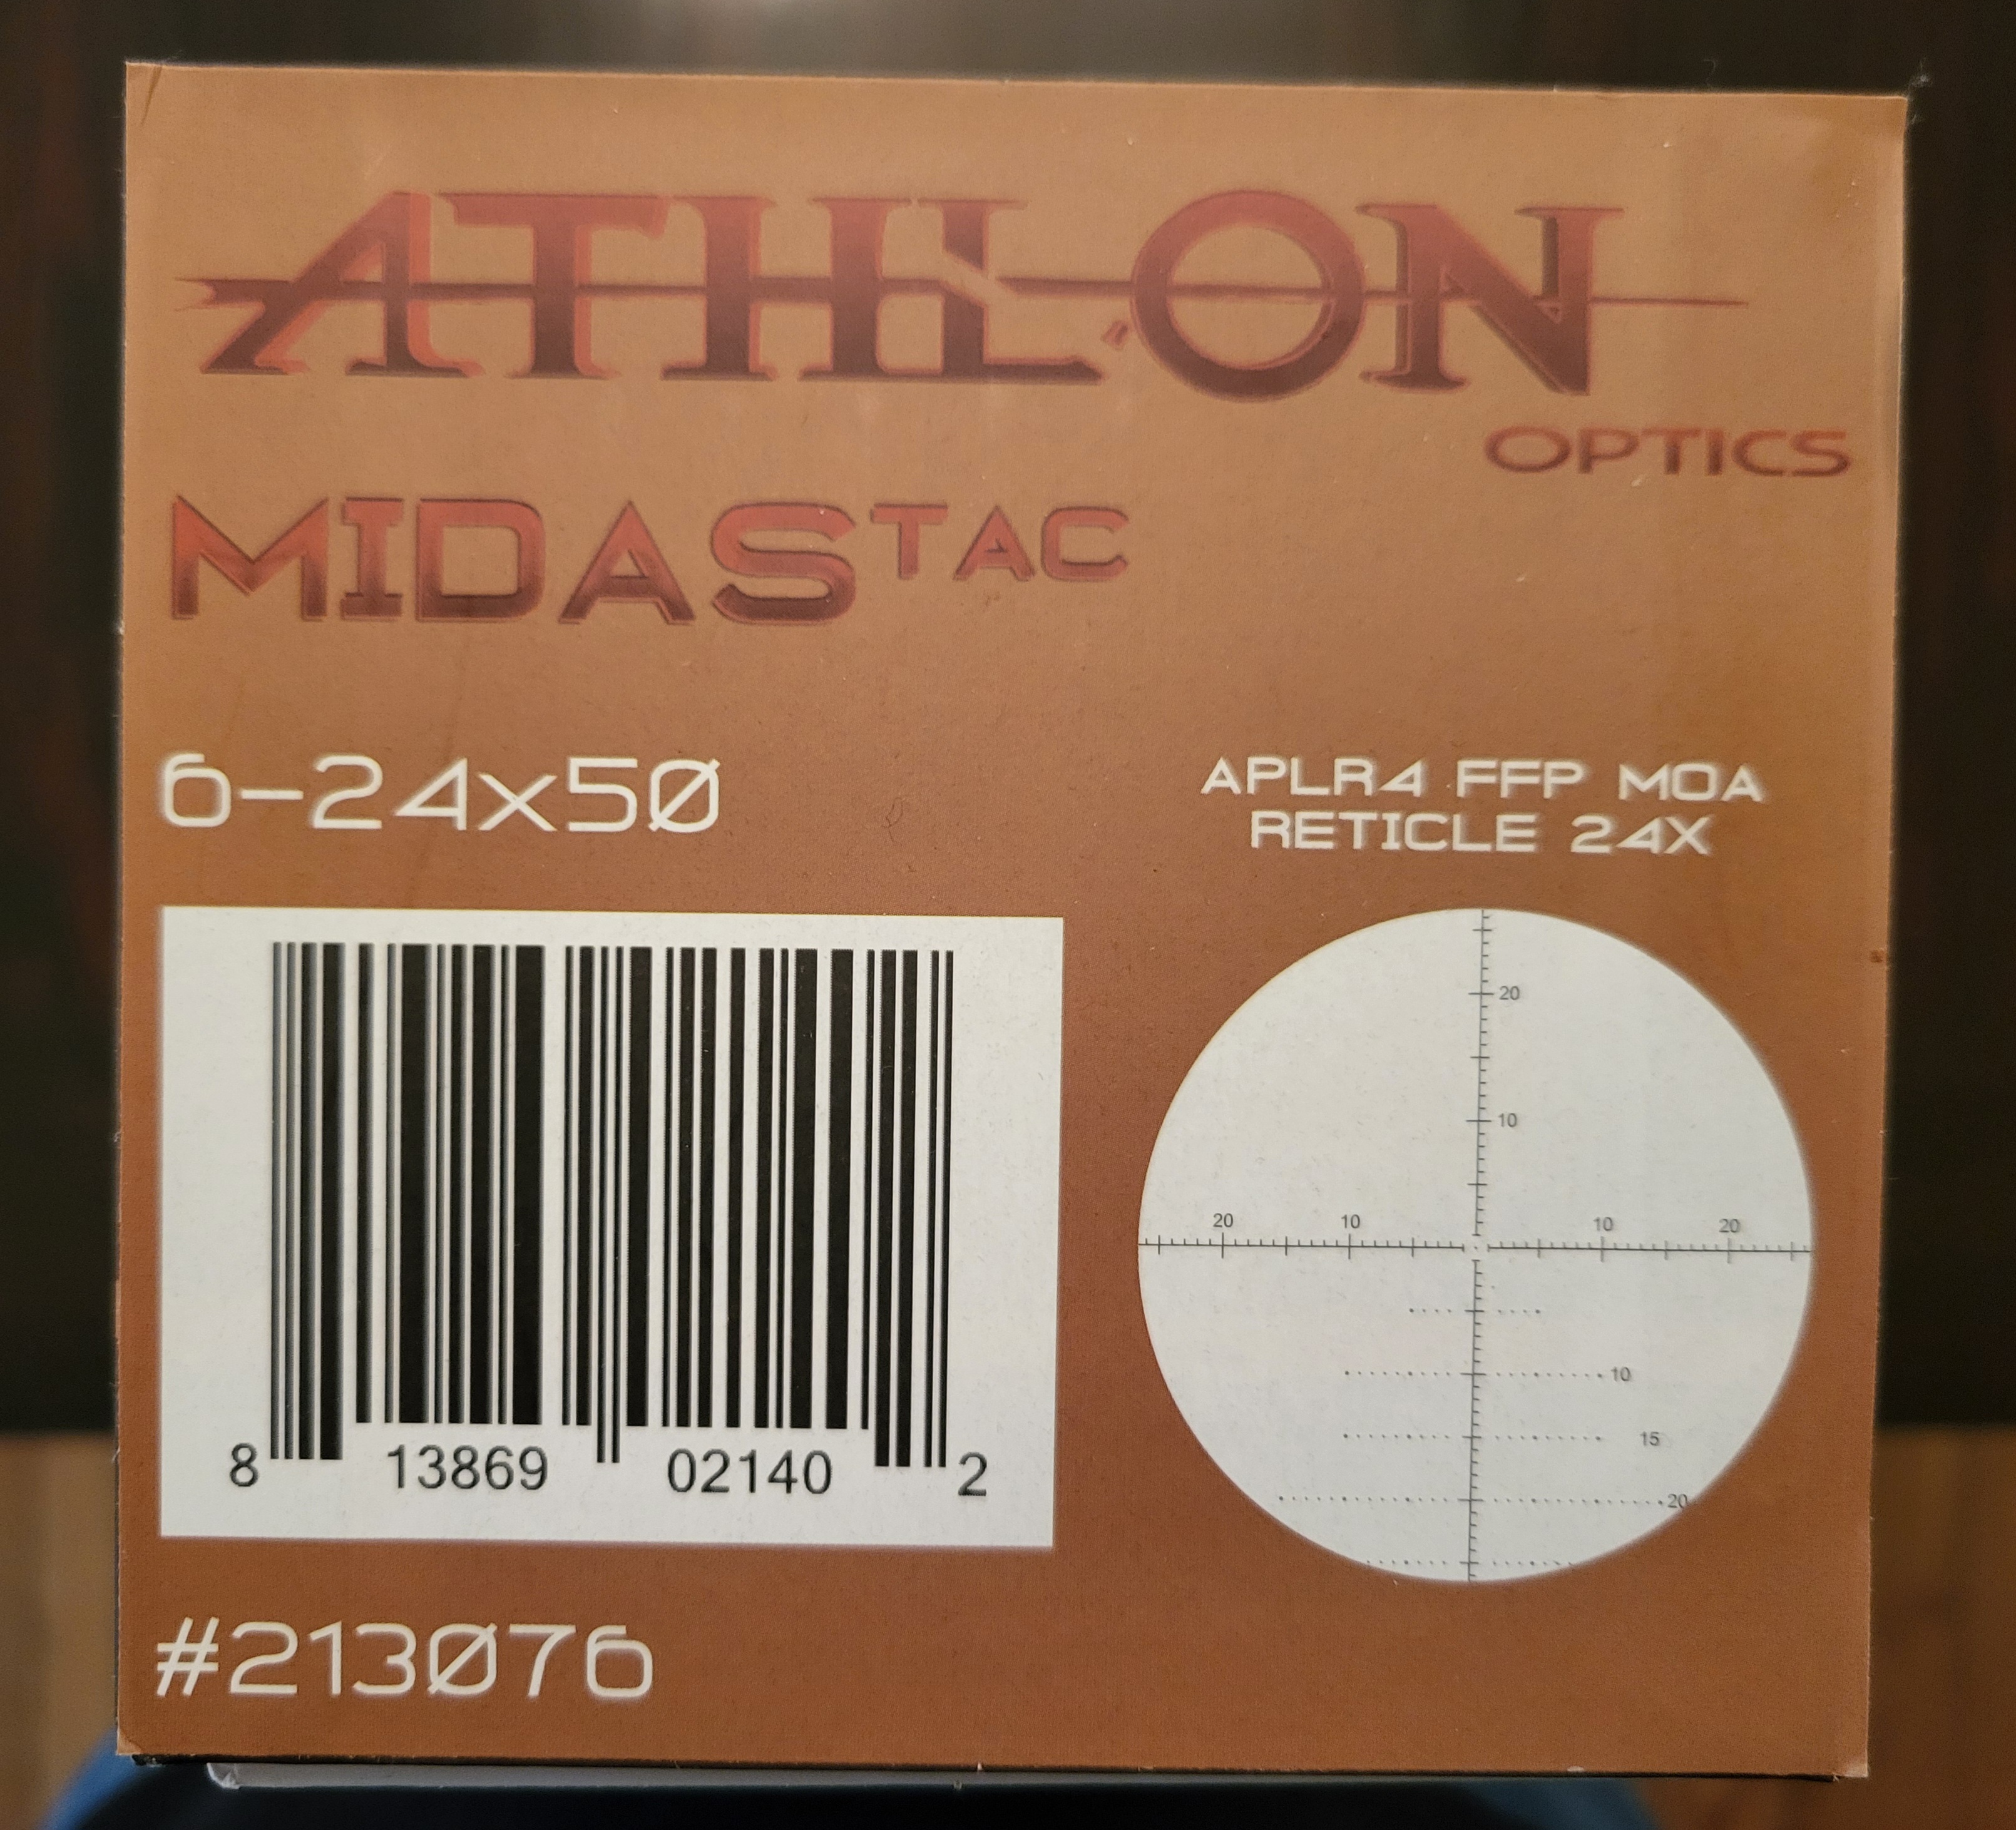 ATHLON
OPTICS
MIDAS TAC
6-24x50
APLR4 FFP MOA
RETICLE 24X
20
10
20 10 10 20
10
15
20
8 13869 02140 2
#213076